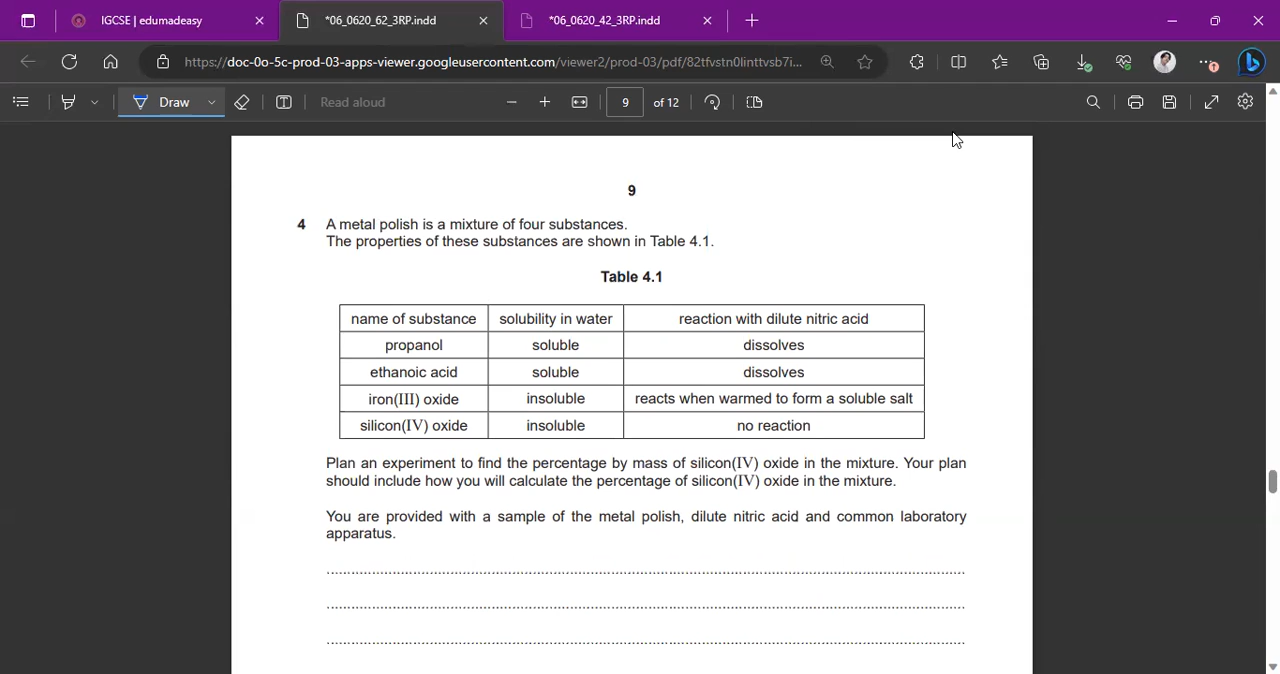 IGCSE | edumadeasy
*06_0620_62_3RP.indd
*06_0620_42_3RP.indd
https://doc-0o-5c-prod-03-apps-viewer.googleusercontent.com/viewer2/prod-03/pdf/82tfvstn0linttvsb7i...
Draw
Read aloud
9 of 12
9
4 A metal polish is a mixture of four substances.
The properties of these substances are shown in Table 4.1.
Table 4.1
name of substance solubility in water reaction with dilute nitric acid
propanol soluble dissolves
ethanoic acid soluble dissolves
iron(III) oxide insoluble reacts when warmed to form a soluble salt
silicon(IV) oxide insoluble no reaction
Plan an experiment to find the percentage by mass of silicon(IV) oxide in the mixture. Your plan
should include how you will calculate the percentage of silicon(IV) oxide in the mixture.
You are provided with a sample of the metal polish, dilute nitric acid and common laboratory
apparatus.